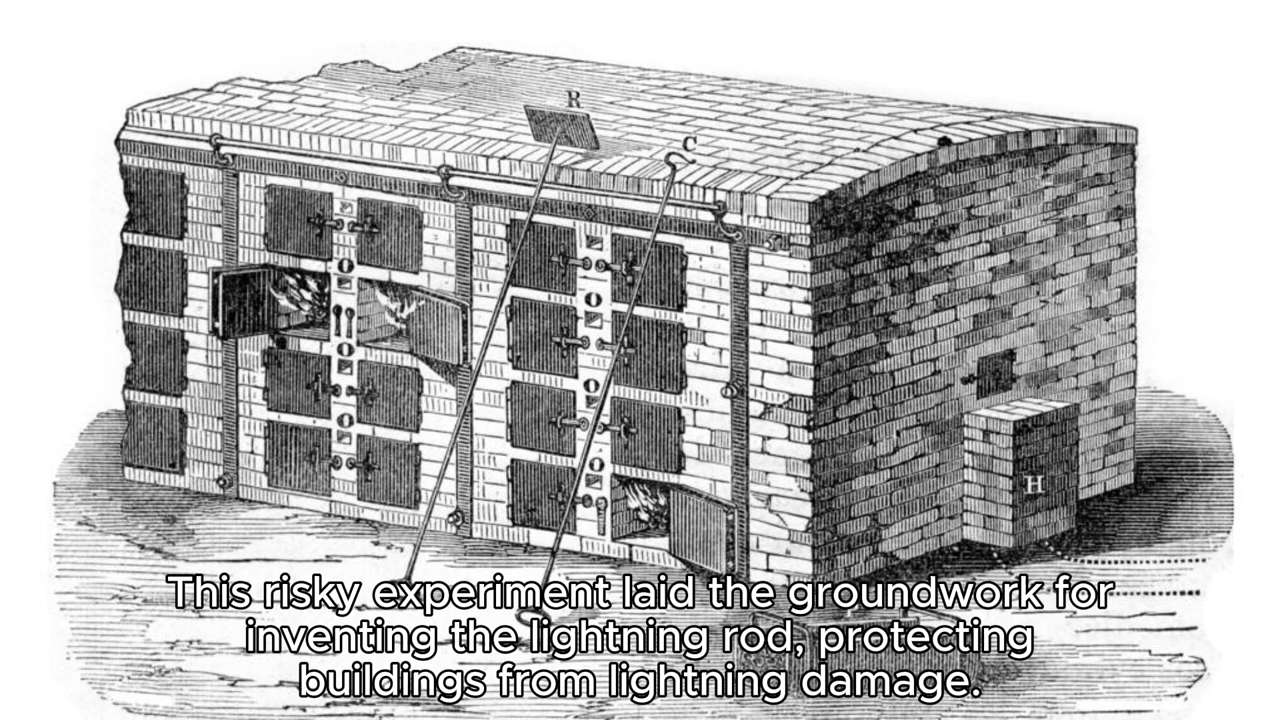 R
C
H
This risky experiment laid the groundwork for
inventing the lightning rod, protecting
buildings from lightning damage.